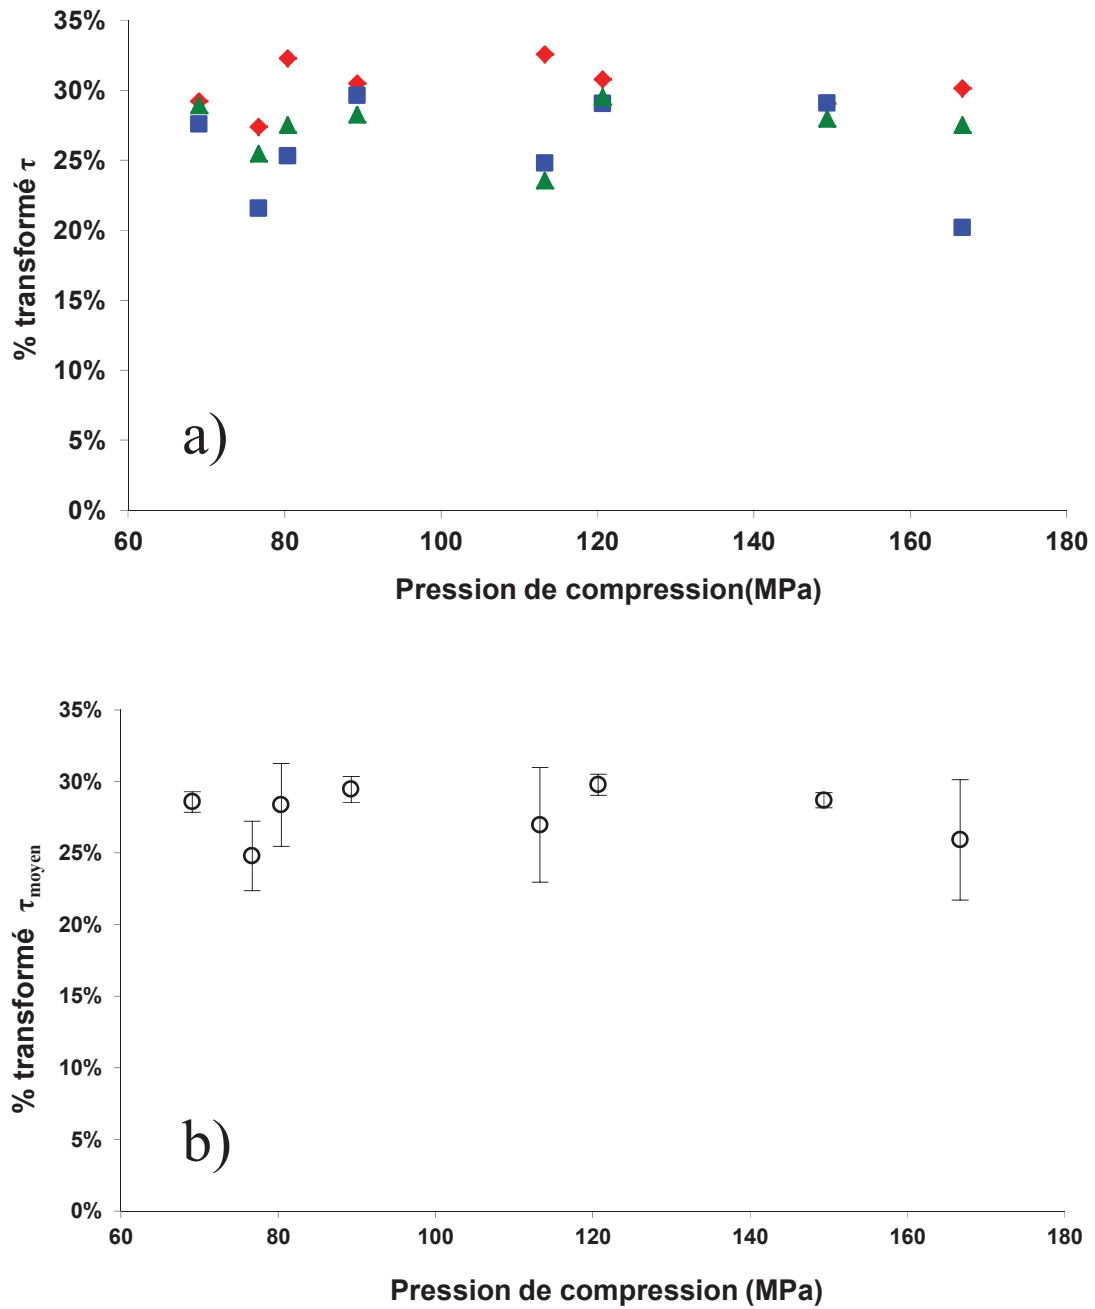 35%
30%
25%
20%
15%
10%
5%
0%
% transformé τ
a)
60 80 100 120 140 160 180
Pression de compression(MPa)
35%
30%
25%
20%
15%
10%
5%
0%
% transformé τmoyen
b)
60 80 100 120 140 160 180
Pression de compression (MPa)